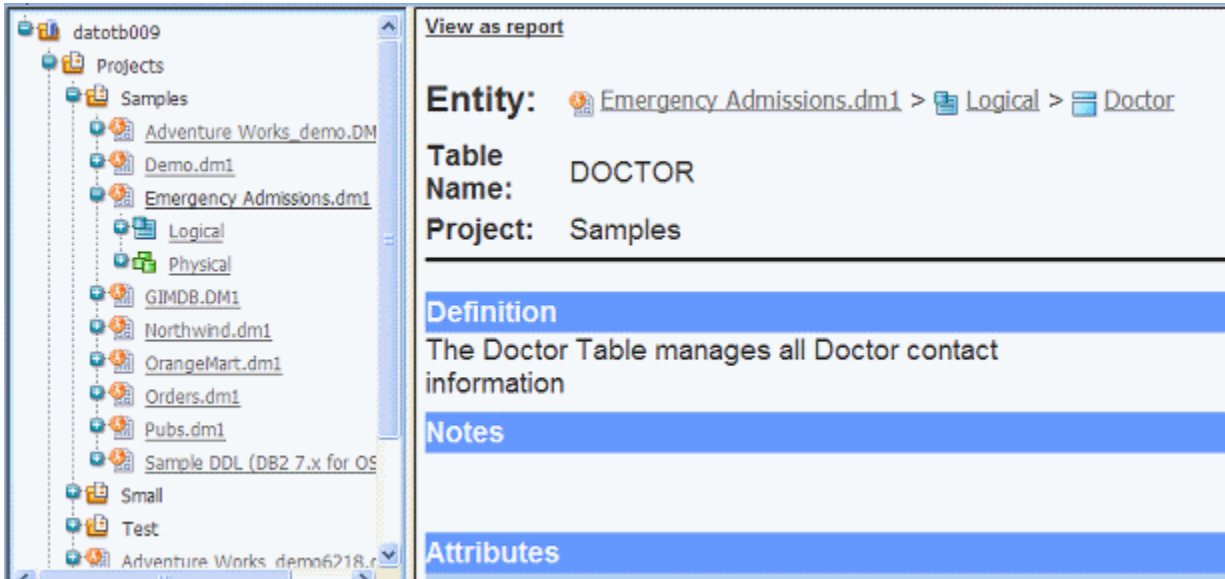 datotb009
Projects
Samples
Adventure Works_demo.DM
Demo.dm1
Emergency Admissions.dm1
Logical
Physical
GIMDB.DM1
Northwind.dm1
OrangeMart.dm1
Orders.dm1
Pubs.dm1
Sample DDL (DB2 7.x for OS
Small
Test
Adventure Works_demo6218.
View as report
Entity: Emergency Admissions.dm1 > Logical > Doctor
Table
Name: DOCTOR
Project: Samples
Definition
The Doctor Table manages all Doctor contact
information
Notes
Attributes